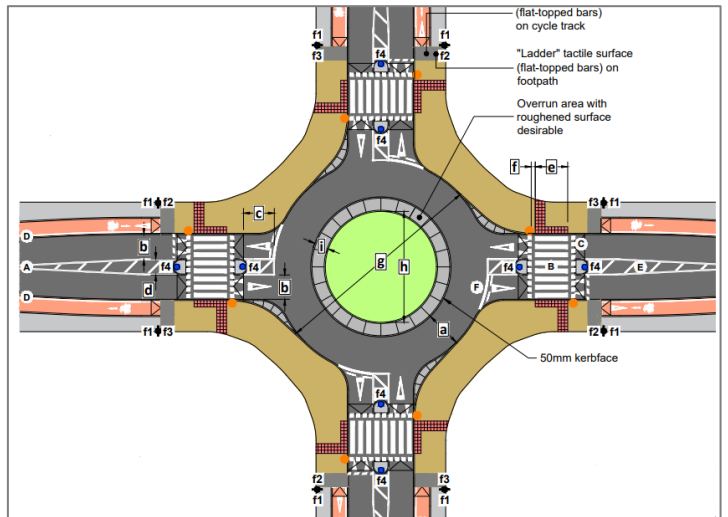 (flat-topped bars)
on cycle track
"Ladder" tactile surface
(flat-topped bars) on
footpath
Overrun area with
roughened surface
desirable
f1
f3
f4
f1
f2
f4
f e
f1 f2
c
f3 f1
D
b
A
f4
f4
i
g
h
f4
B
C
f4
E
d
b
F
D
a
f1 f3
f2 f1
50mm kerbface
f4
f2
f1
f4
f3
f1